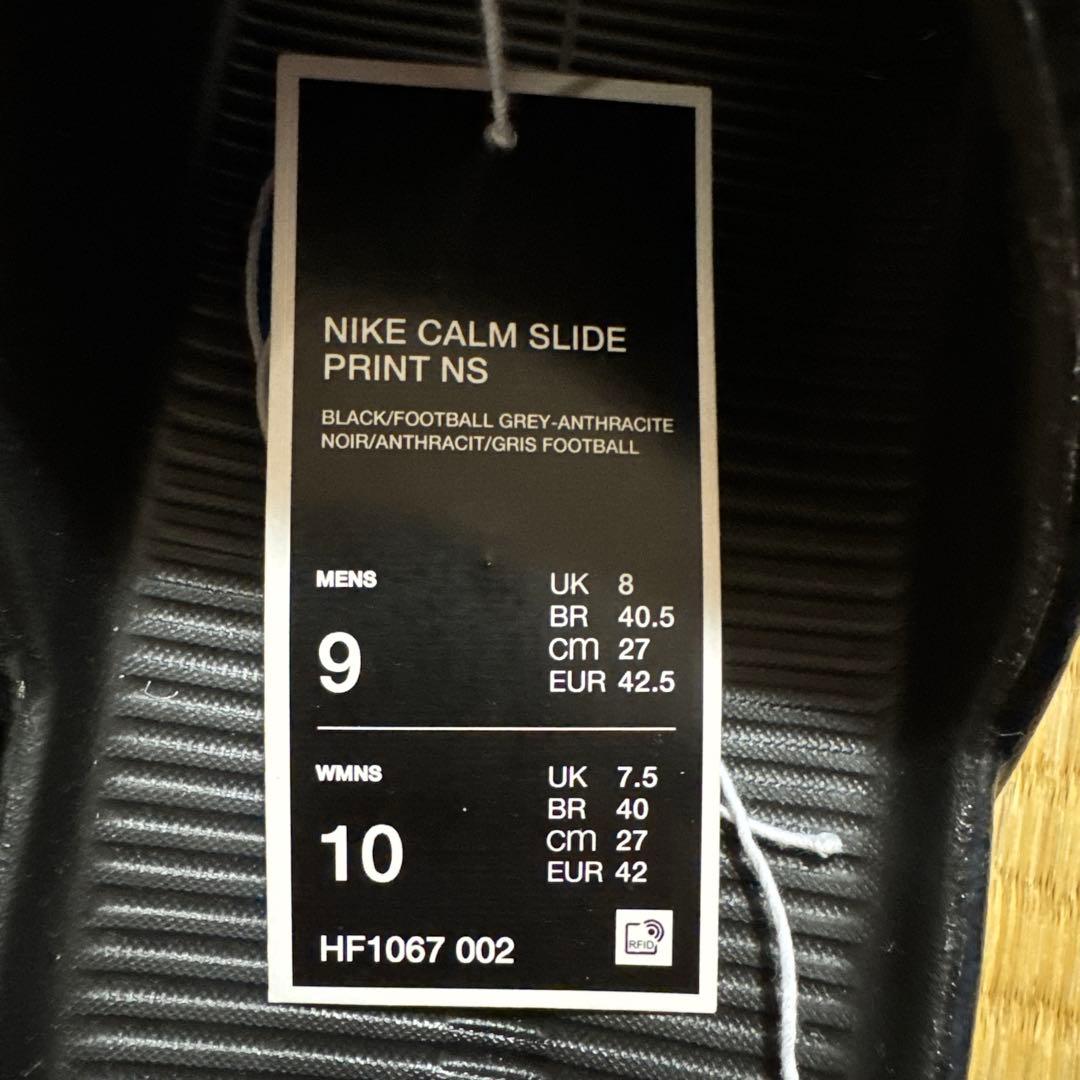 NIKE CALM SLIDE
PRINT NS
BLACK/FOOTBALL GREY-ANTHRACITE
NOIR/ANTHRACIT/GRIS FOOTBALL
MENS
9
UK 8
BR 40.5
cm 27
EUR 42.5
WMNS
10
UK 7.5
BR 40
cm 27
EUR 42
HF1067 002
RFID